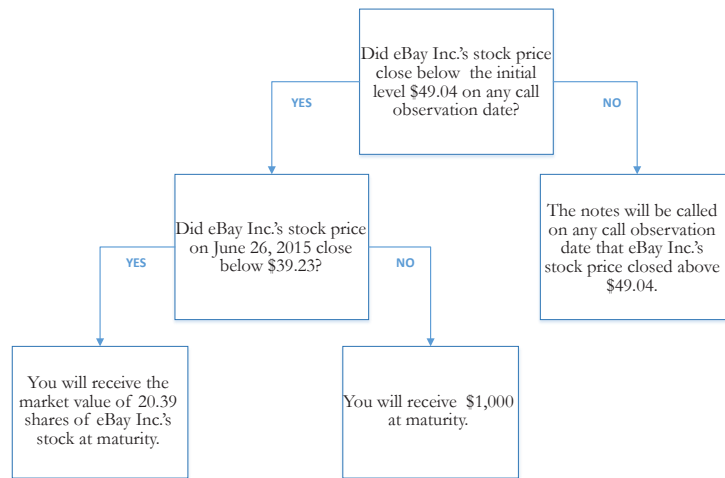 Did eBay Inc.'s stock price
close below the initial
level $49.04 on any call
observation date?
YES
NO
Did eBay Inc.'s stock price
on June 26, 2015 close
below $39.23?
The notes will be called
on any call observation
date that eBay Inc.'s
stock price closed above
$49.04.
YES
NO
You will receive the
market value of 20.39
shares of eBay Inc.'s
stock at maturity.
You will receive $1,000
at maturity.